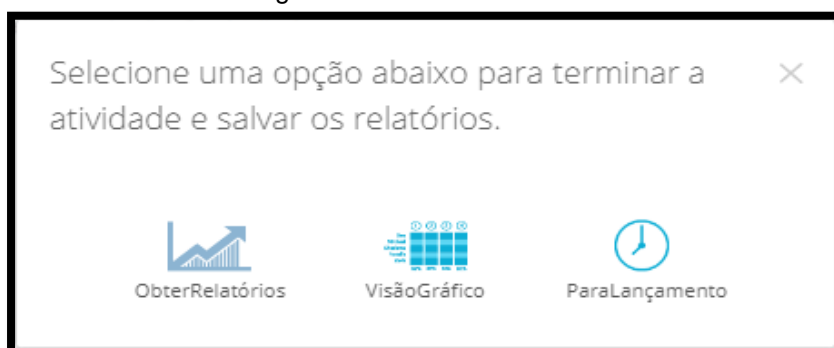 Selecione uma opção abaixo para terminar a
atividade e salvar os relatórios.
ObterRelatórios
VisãoGráfico
ParaLançamento